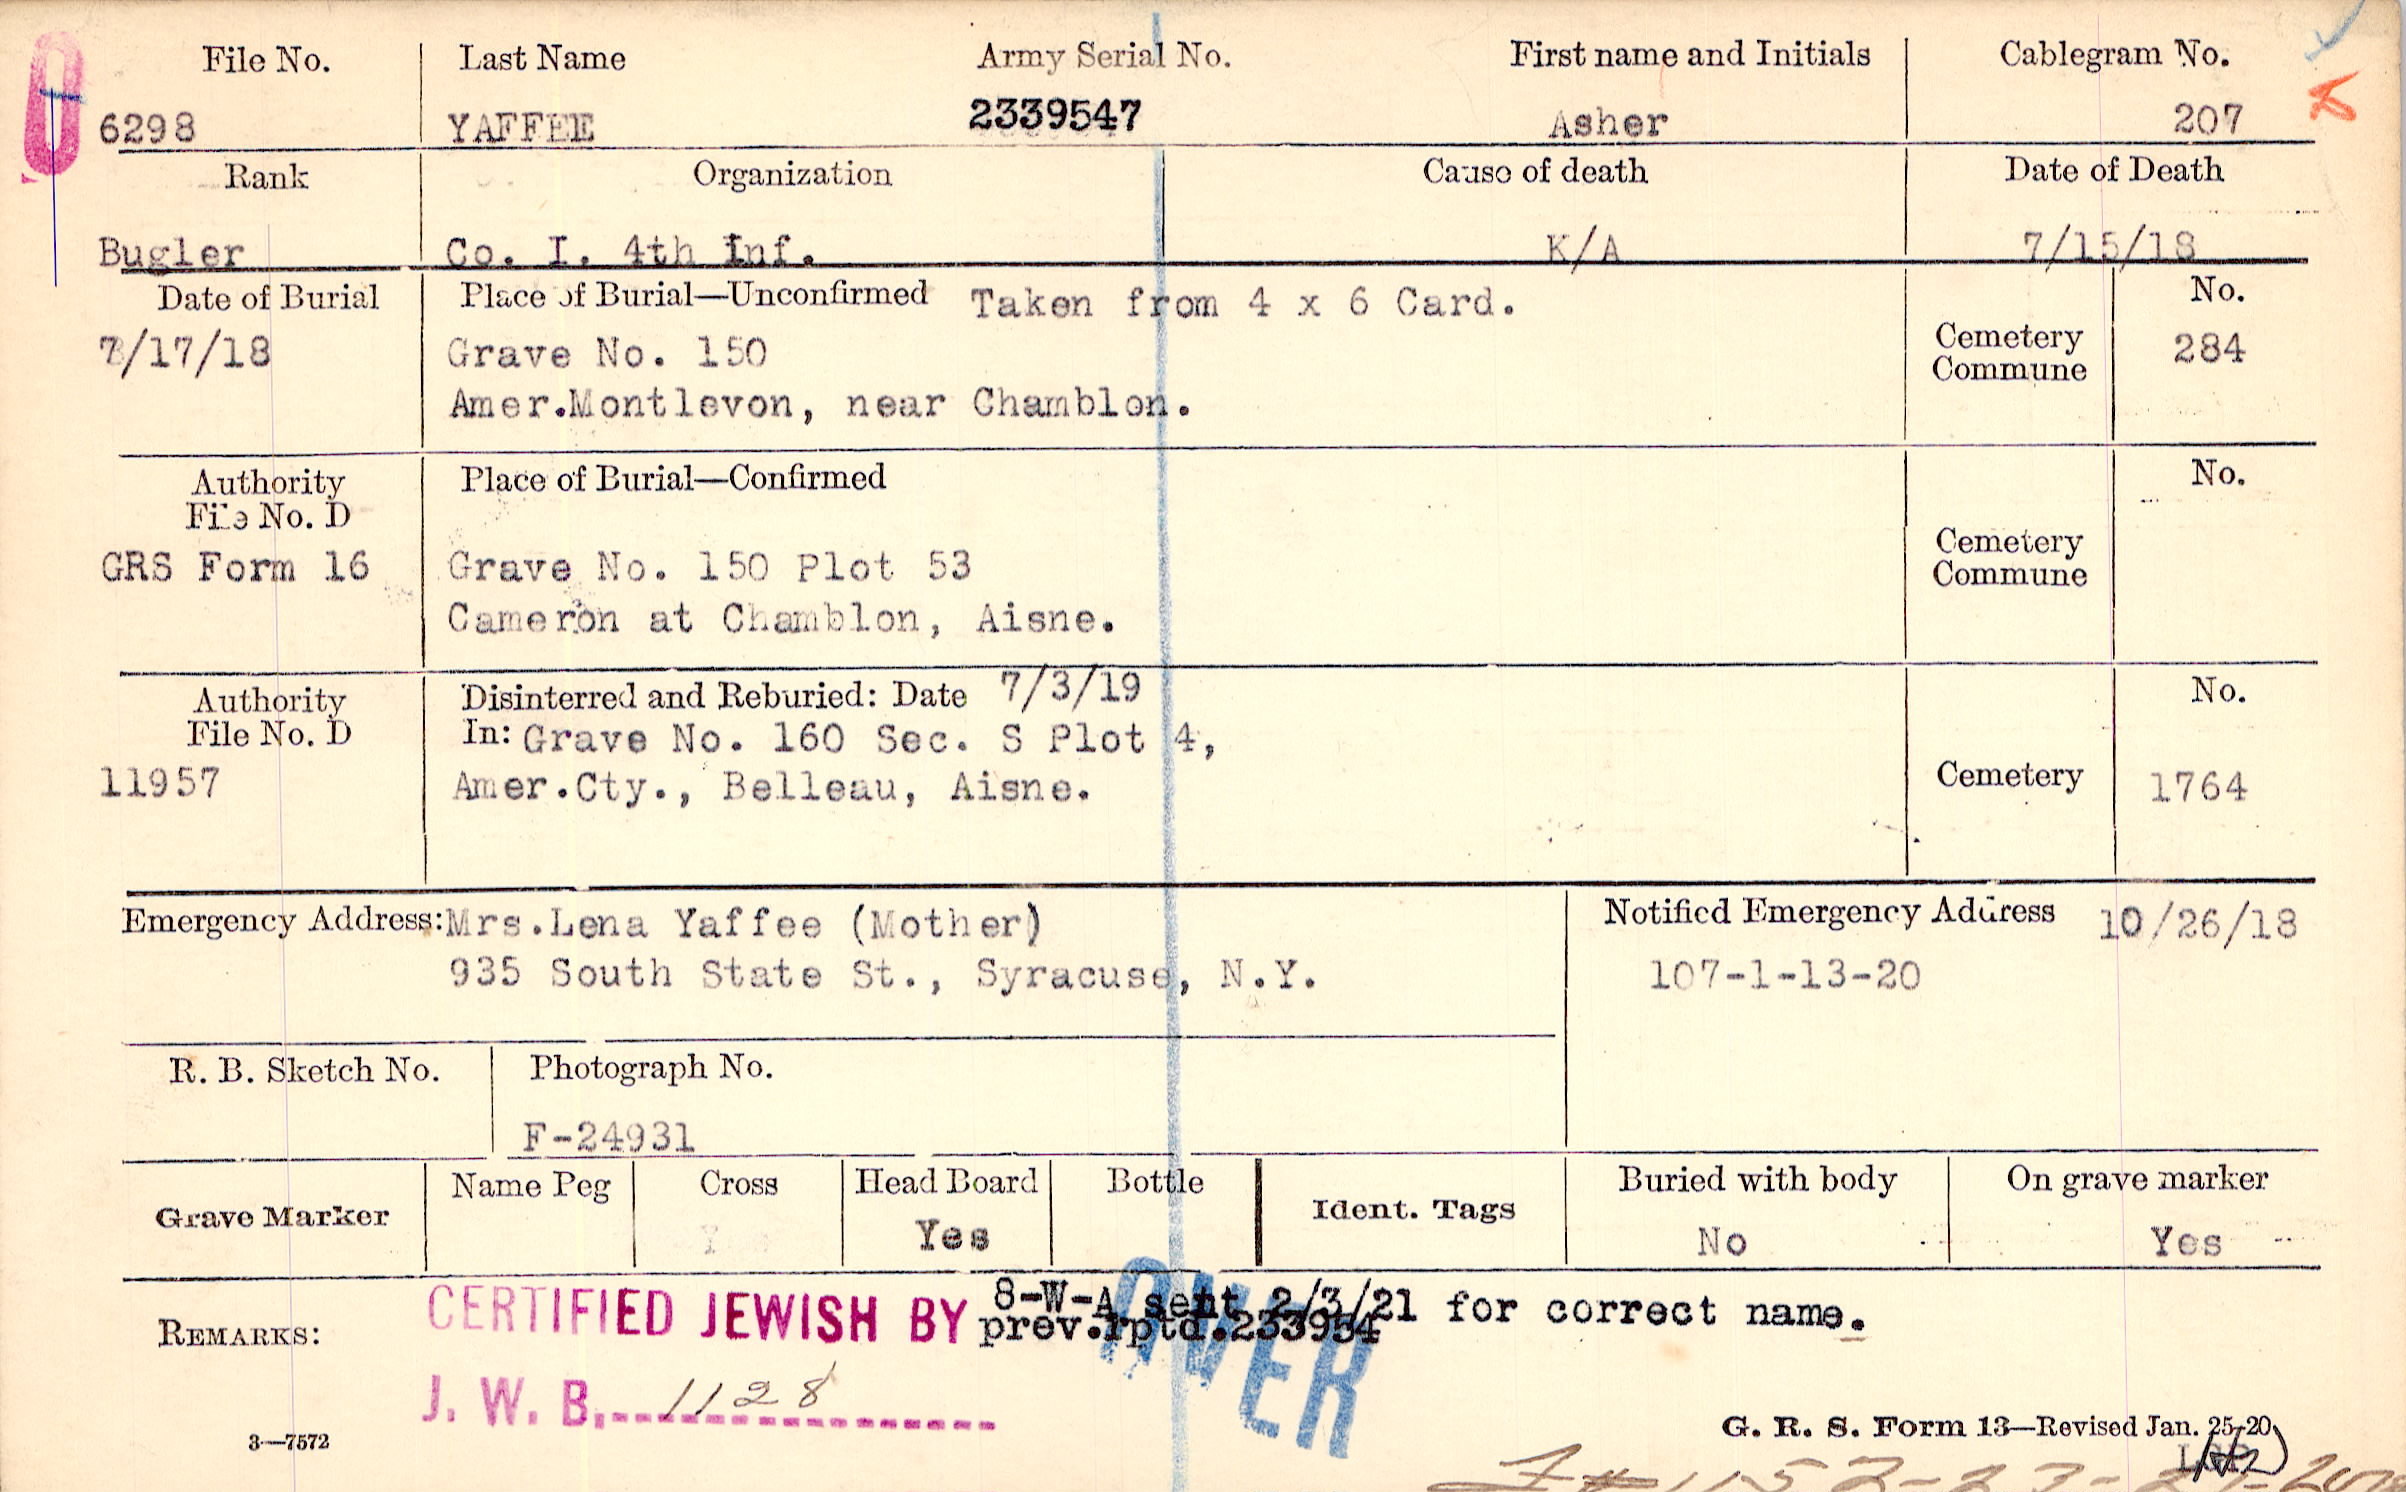 File No. Last Name Army Serial No. First name and Initials Cablegram No.
6298 YAFFEE 2339547 Asher 207
Rank Organization Cause of death Date of Death
Bugler Co. I. 4th Inf. K/A 7/15/18
Date of Burial Place of Burial—Unconfirmed Taken from 4 x 6 Card. No.
7/17/18 Grave No. 150 Cemetery Commune 284
Amer.Montlevon, near Chamblon.
Authority File No. D Place of Burial—Confirmed No.
GRS Form 16 Grave No. 150 Plot 53 Cemetery Commune
Cameron at Chamblon, Aisne.
Authority File No. D Disinterred and Reburied: Date 7/3/19 No.
In: Grave No. 160 Sec. S Plot 4,
11957 Amer.Cty., Belleau, Aisne. Cemetery 1764
Emergency Address: Mrs.Lena Yaffee (Mother) Notified Emergency Address 10/26/18
935 South State St., Syracuse, N.Y. 107-1-13-20
R. B. Sketch No. Photograph No.
F-24931
Grave Marker Name Peg Cross Head Board Bottle Ident. Tags Buried with body On grave marker
Yes No Yes
REMARKS: CERTIFIED JEWISH BY 8-W-A sent 2/3/21 for correct name.
prev.rptd.233954
OVER
J. W. B. 1128
3—7572 G. R. S. Form 13—Revised Jan. 25-20